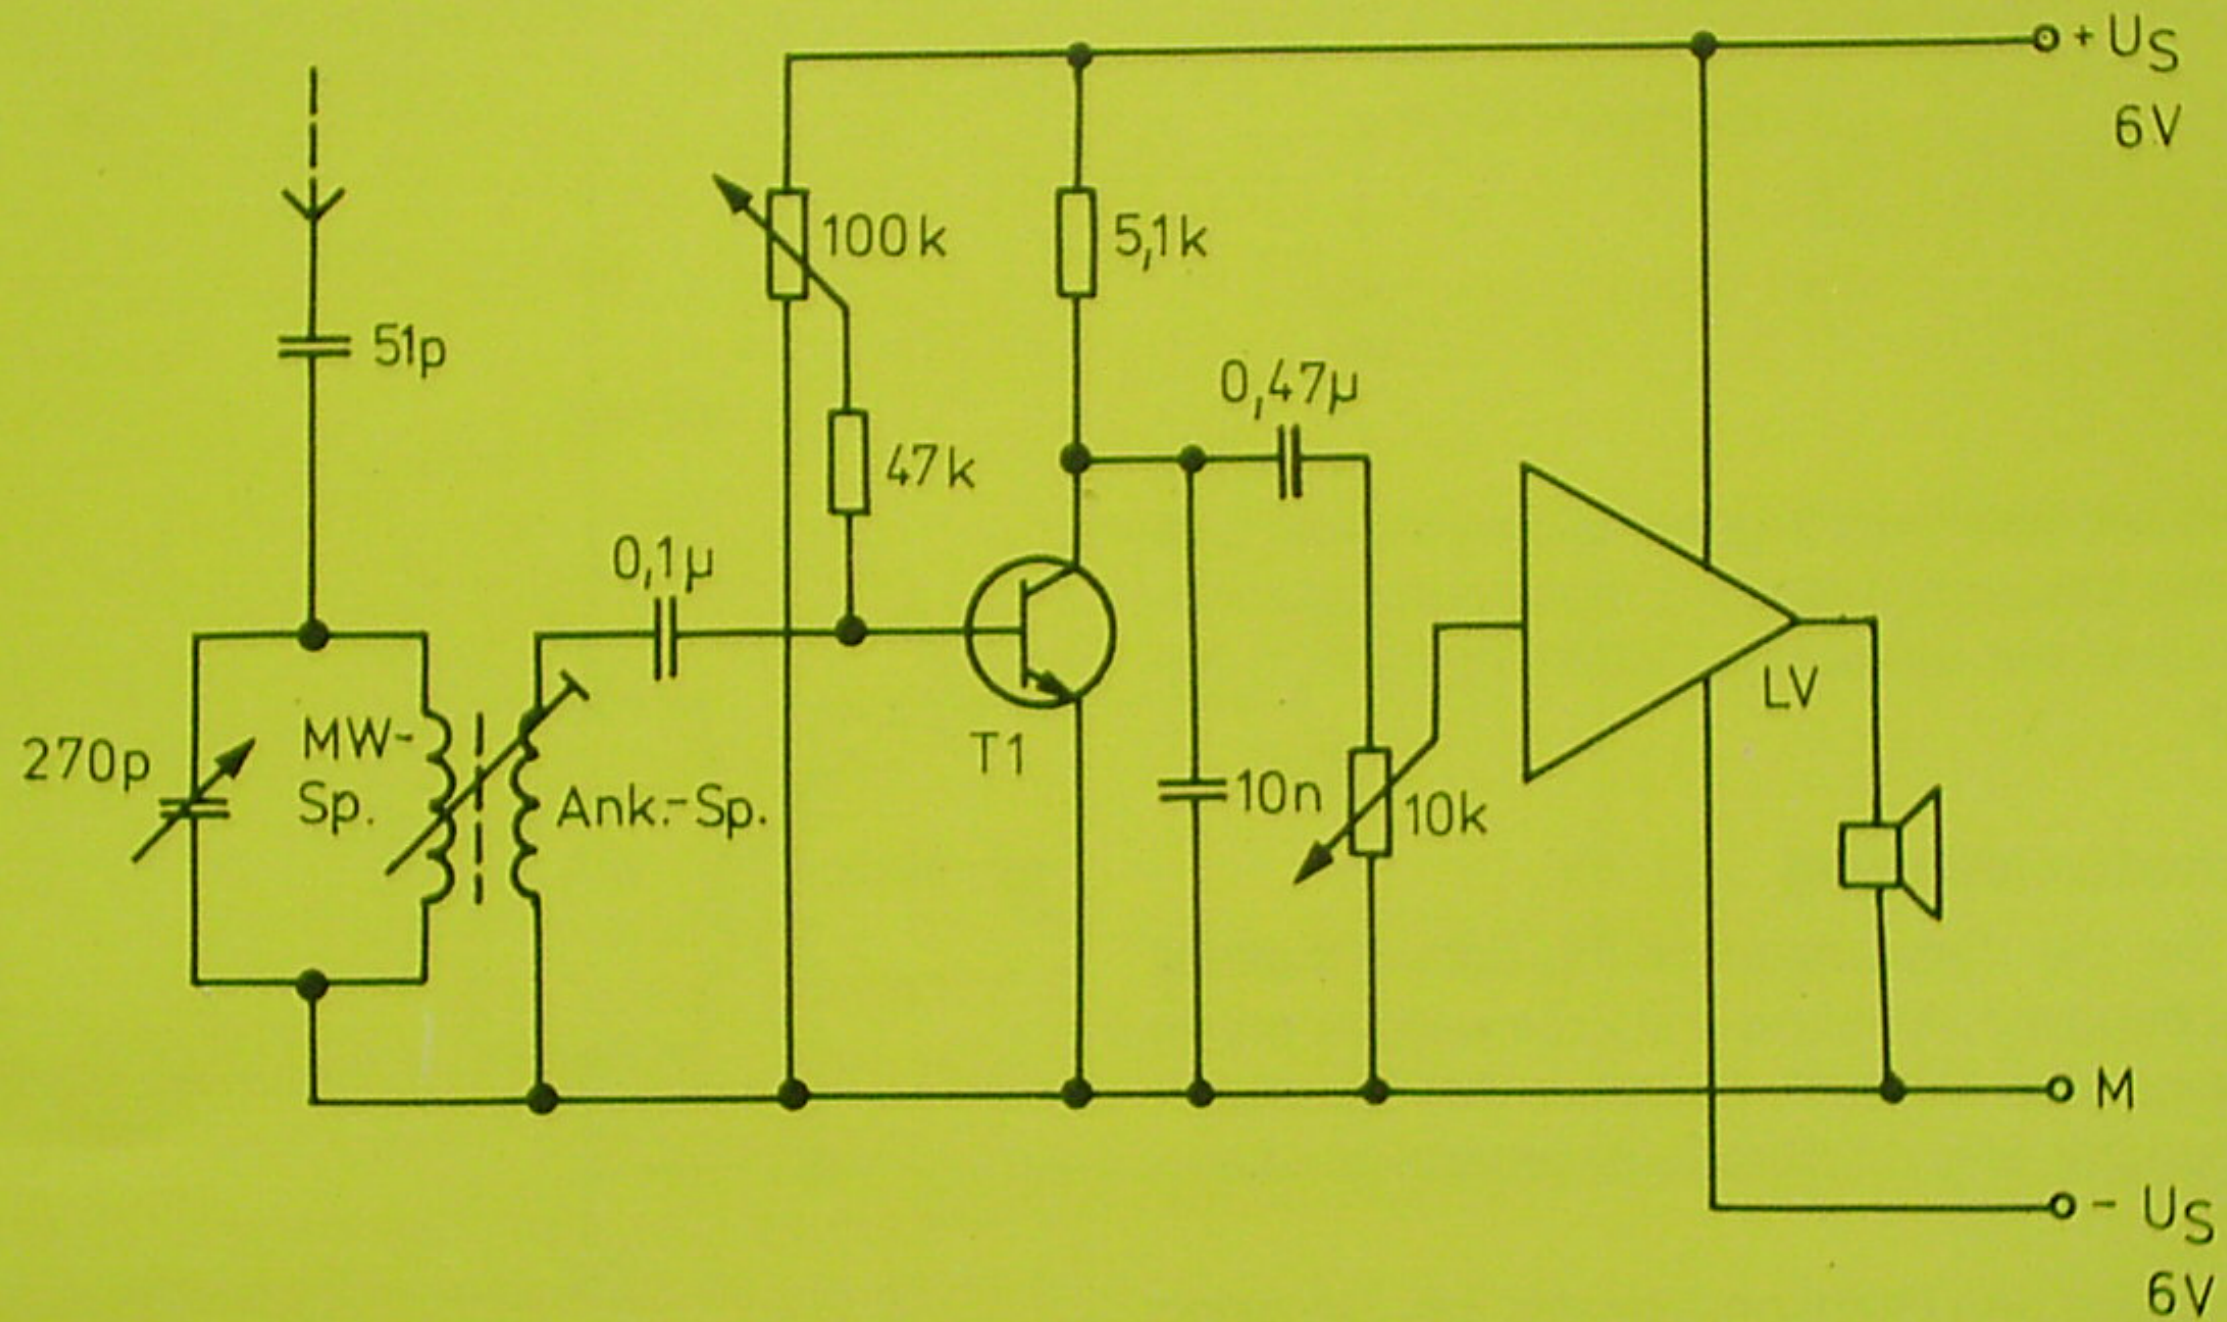 + US
6V
100k
5,1k
51p
0,47μ
47k
0,1μ
LV
MW-
Sp.
T1
270p
Ank.-Sp.
10n
10k
M
- US
6V